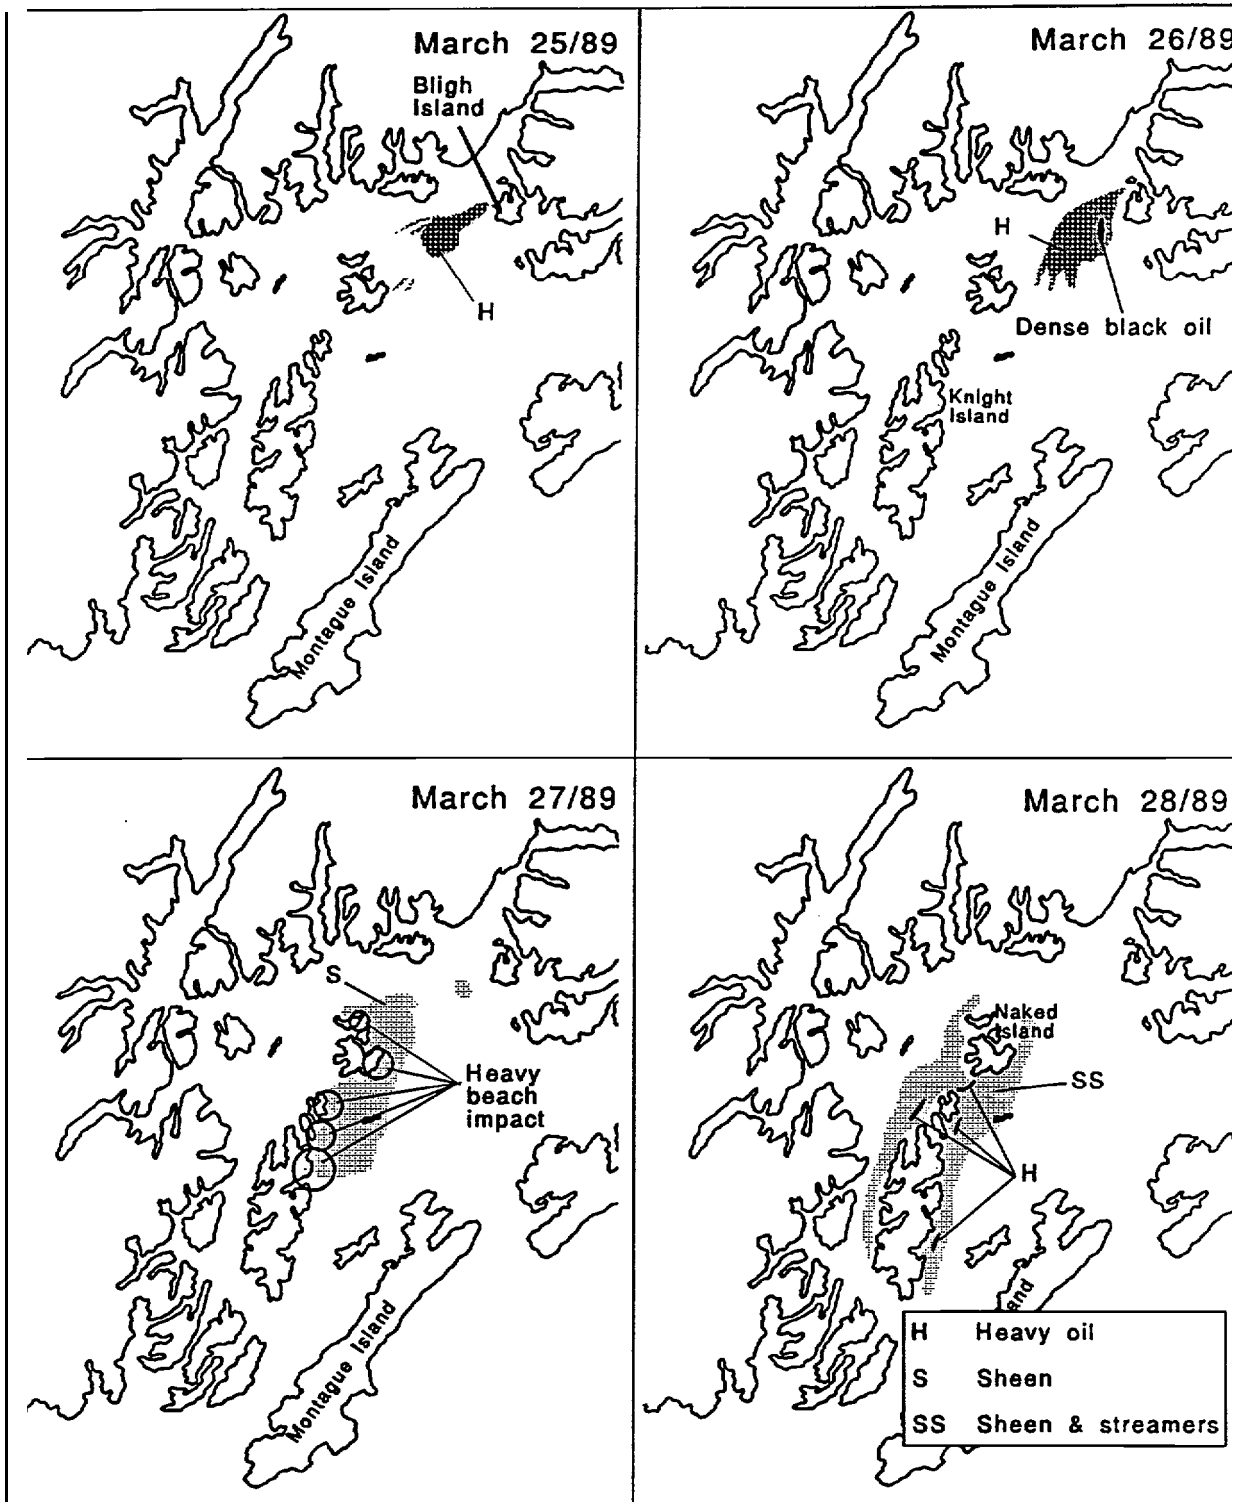 March 25/89
Bligh
Island
H
Montague Island
March 26/89
H
Dense black oil
Knight
Island
Montague Island
March 27/89
S
Heavy
beach
impact
Montague Island
March 28/89
Naked
Island
SS
H
and
H Heavy oil
S Sheen
SS Sheen & streamers